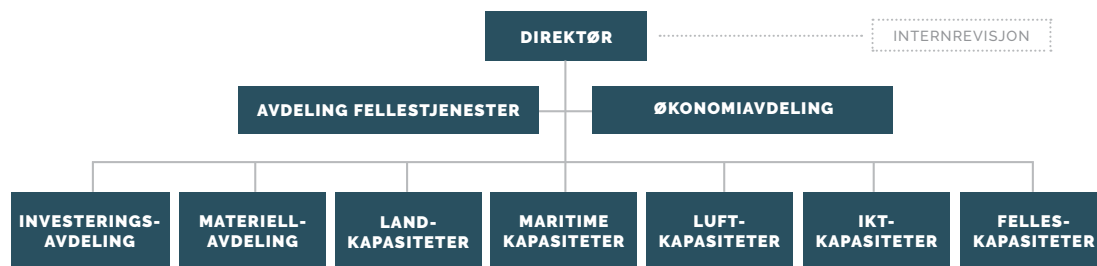 DIREKTØR
INTERNREVISJON
AVDELING FELLESTJENESTER
ØKONOMIAVDELING
INVESTERINGS-
AVDELING
MATERIELL-
AVDELING
LAND-
KAPASITETER
MARITIME
KAPASITETER
LUFT-
KAPASITETER
IKT-
KAPASITETER
FELLES-
KAPASITETER